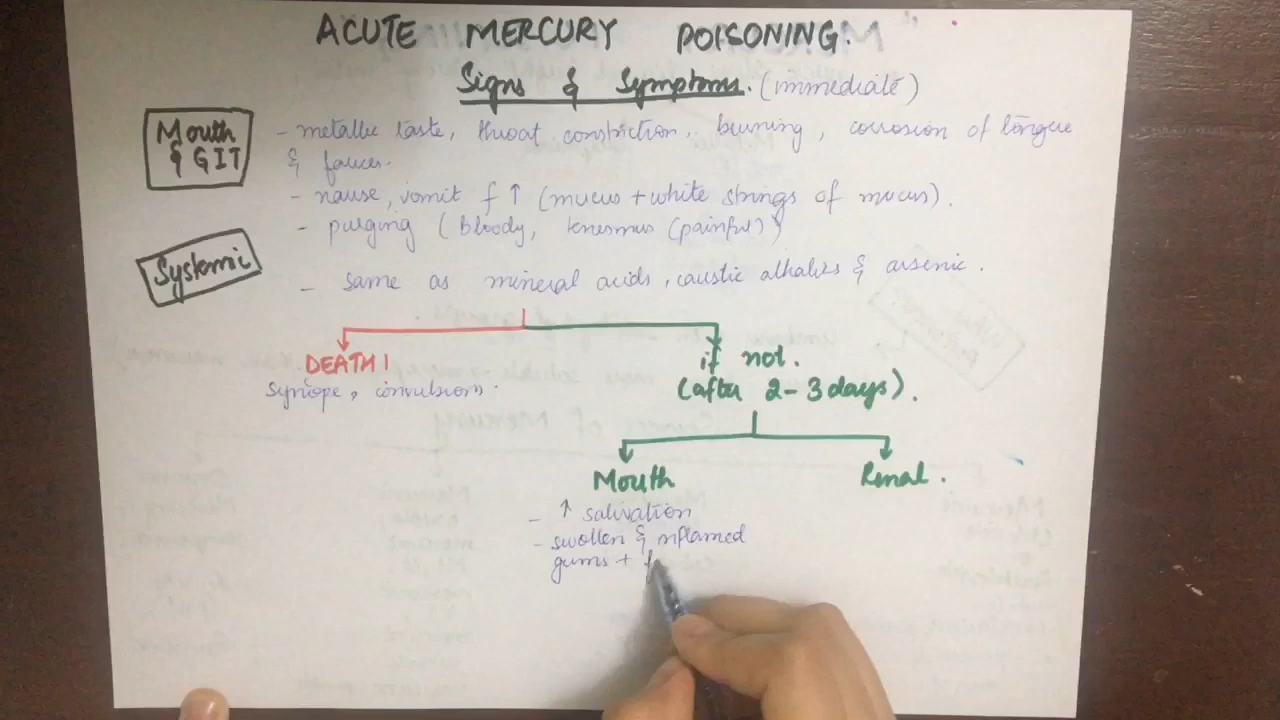 ACUTE MERCURY POISONING.
Signs & Symptoms. (immediate)
Mouth & GIT
- metallic taste, throat constriction, burning, corrosion of tongue
& fauces.
- nause, vomit f ↑ (mucus + white strings of mucus).
- purging (bloody, tenesmus (painful))
Systemic
- same as mineral acids, caustic alkalies & arsenic.
DEATH!
syncope, convulsions.
if not.
(after 2-3 days).
Mouth
Renal.
- ↑ salivation
- swollen & inflamed
gums +